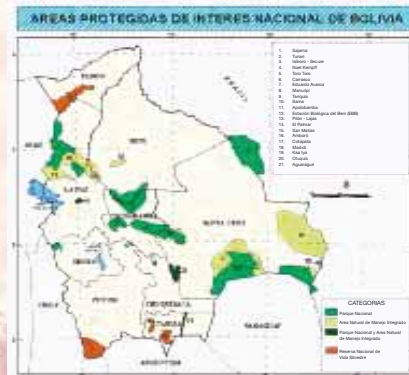 AREAS PROTEGIDAS DE INTERES NACIONAL DE BOLIVIA
1. Sajama
2. Tunari
3. Isiboro - Secure
4. Noel Kempff
5. Toro Toro
6. Carrasco
7. Eduardo Avaroa
8. Manuripi
9. Tariquia
10. Sama
11. Apolobamba
12. Estación Biológica del Beni (EBB)
13. Pilón - Lajas
14. El Palmar
15. San Matías
16. Amboró
17. Cotapata
18. Madidi
19. Kaa Iya
20. Otuquis
21. Aguarague
PANDO
BRASIL
BENI
PERU
LA PAZ
COCHABAMBA
SANTA CRUZ
ORURO
CHILE
POTOSI
CHUQUISACA
TARIJA
PARAGUAY
ARGENTINA
CATEGORIAS
Parque Nacional
Area Natural de Manejo Integrado
Parque Nacional y Area Natural
de Manejo Integrado
Reserva Nacional de
Vida Silvestre